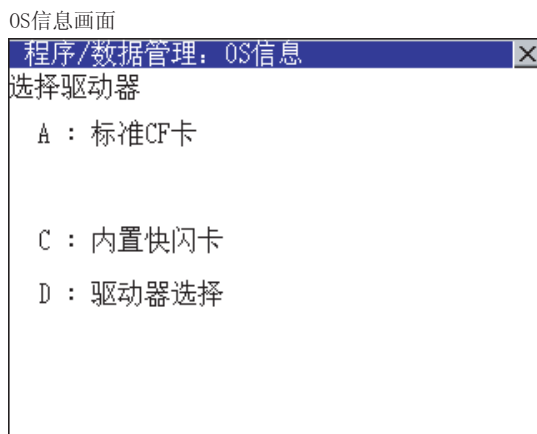 OS信息画面
程序/数据管理: OS信息
选择驱动器
A : 标准CF卡
C : 内置快闪卡
D : 驱动器选择